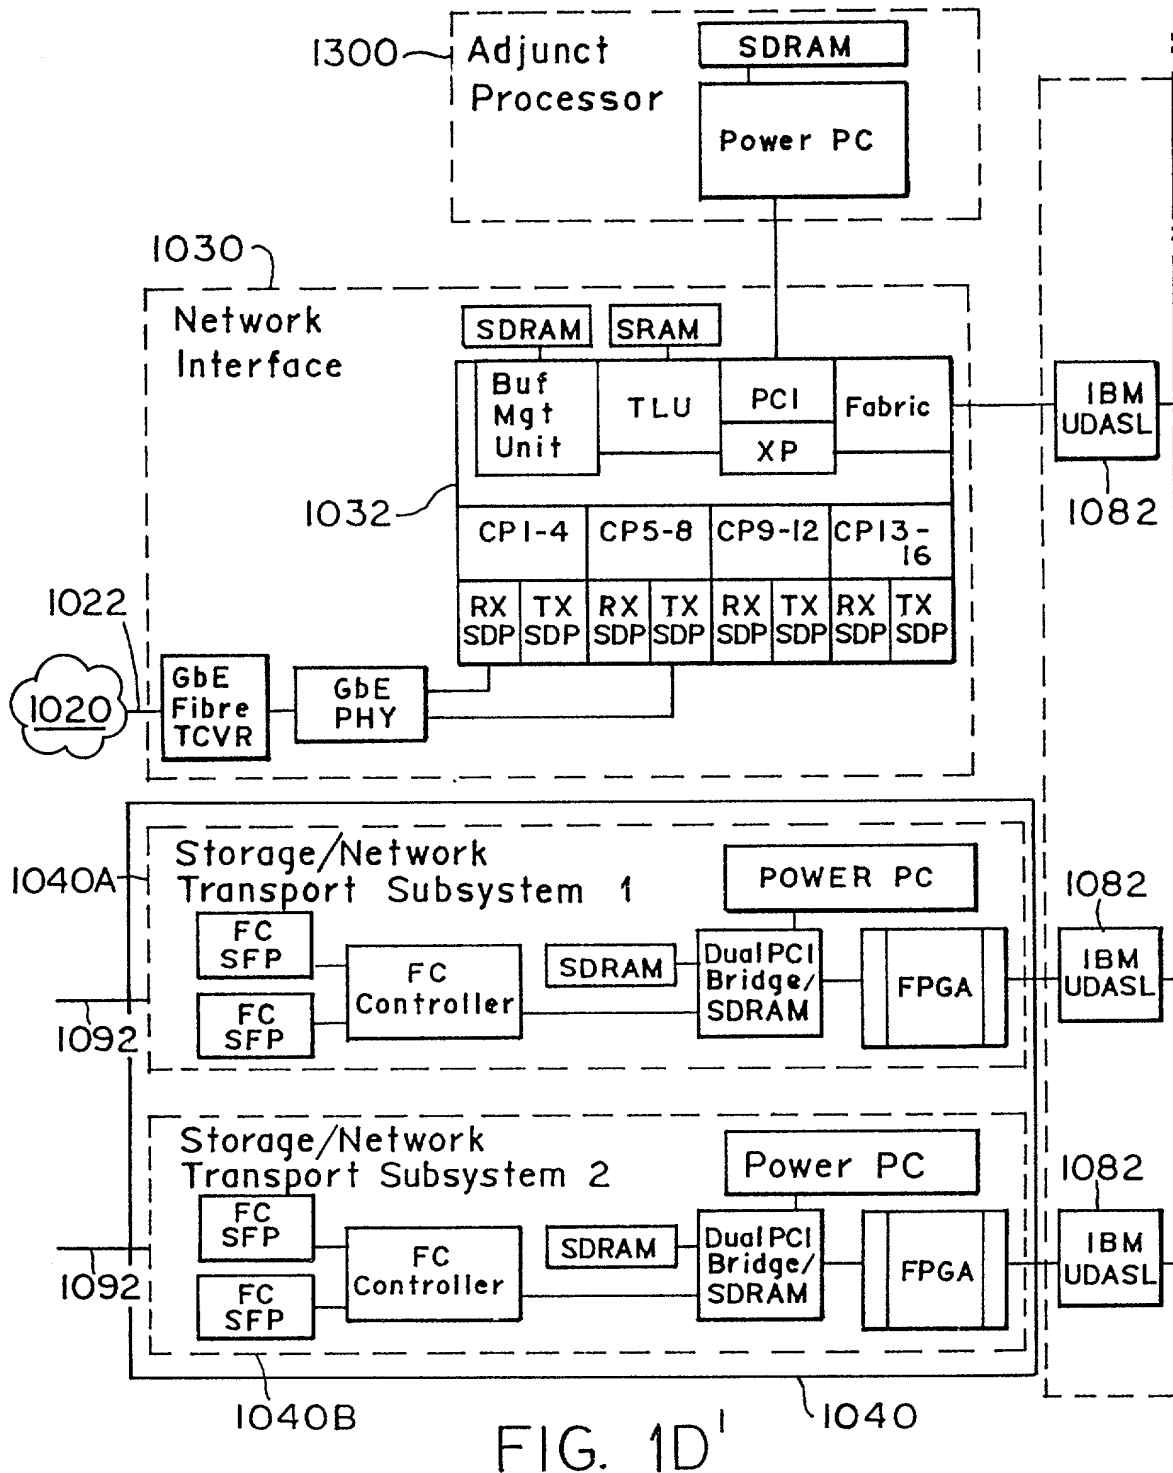 1300
Adjunct
Processor
SDRAM
Power PC
1030
Network
Interface
SDRAM
SRAM
Buf
Mgt
Unit
TLU
PCI
XP
Fabric
IBM
UDASL
1082
1032
CP1-4
CP5-8
CP9-12
CP13-
16
RX
SDP
TX
SDP
RX
SDP
TX
SDP
RX
SDP
TX
SDP
RX
SDP
TX
SDP
1022
1020
GbE
Fibre
TCVR
GbE
PHY
1040A
Storage/Network
Transport Subsystem 1
POWER PC
1082
FC
SFP
FC
SFP
FC
Controller
SDRAM
Dual PCI
Bridge/
SDRAM
FPGA
IBM
UDASL
1092
Storage/Network
Transport Subsystem 2
Power PC
1082
FC
SFP
FC
SFP
FC
Controller
SDRAM
Dual PCI
Bridge/
SDRAM
FPGA
IBM
UDASL
1092
1040B
1040
FIG. 1D'